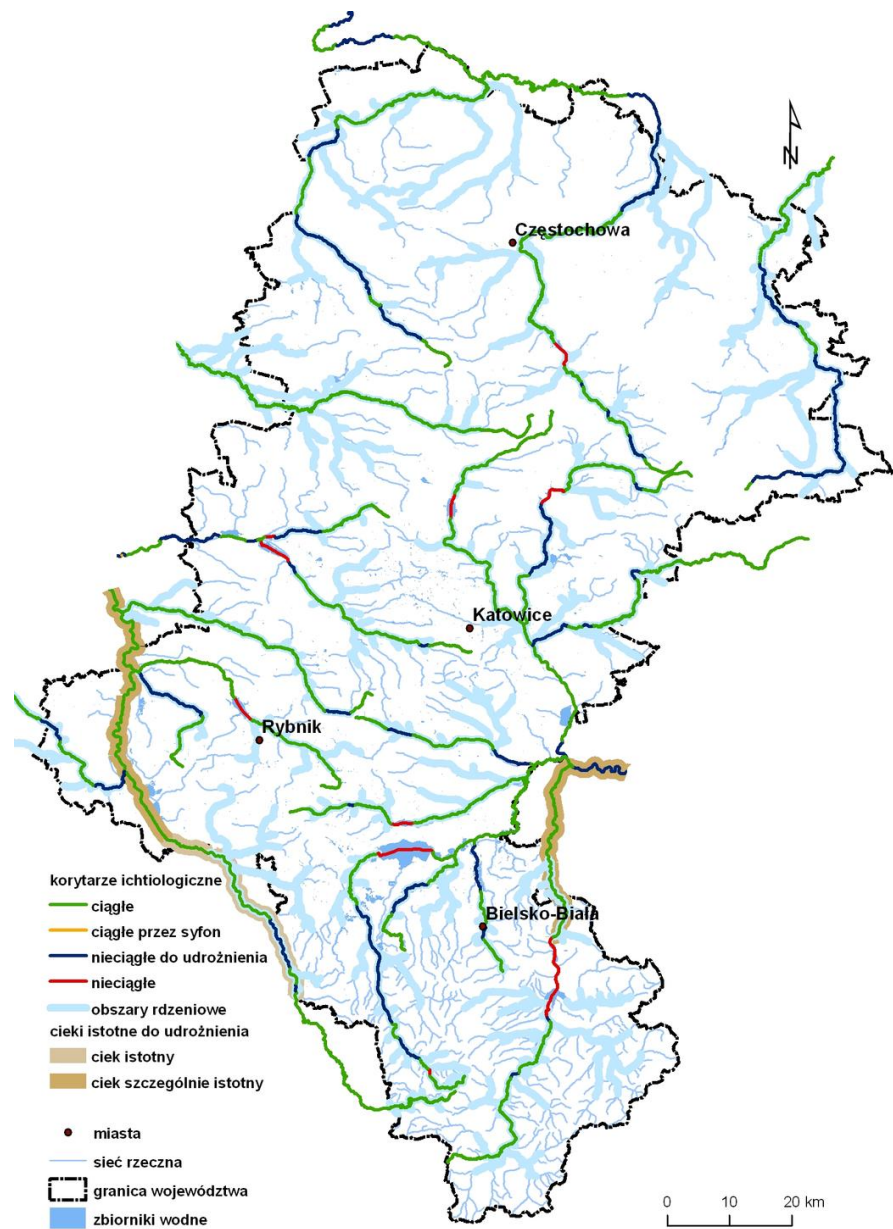 N
Częstochowa
Katowice
Rybnik
Bielsko-Biała
korytarze ichtiologiczne
ciągłe
ciągłe przez syfon
nieciągłe do udrożnienia
nieciągłe
obszary rdzeniowe
cieki istotne do udrożnienia
ciek istotny
ciek szczególnie istotny
miasta
sieć rzeczna
granica województwa
zbiorniki wodne
0 10 20 km